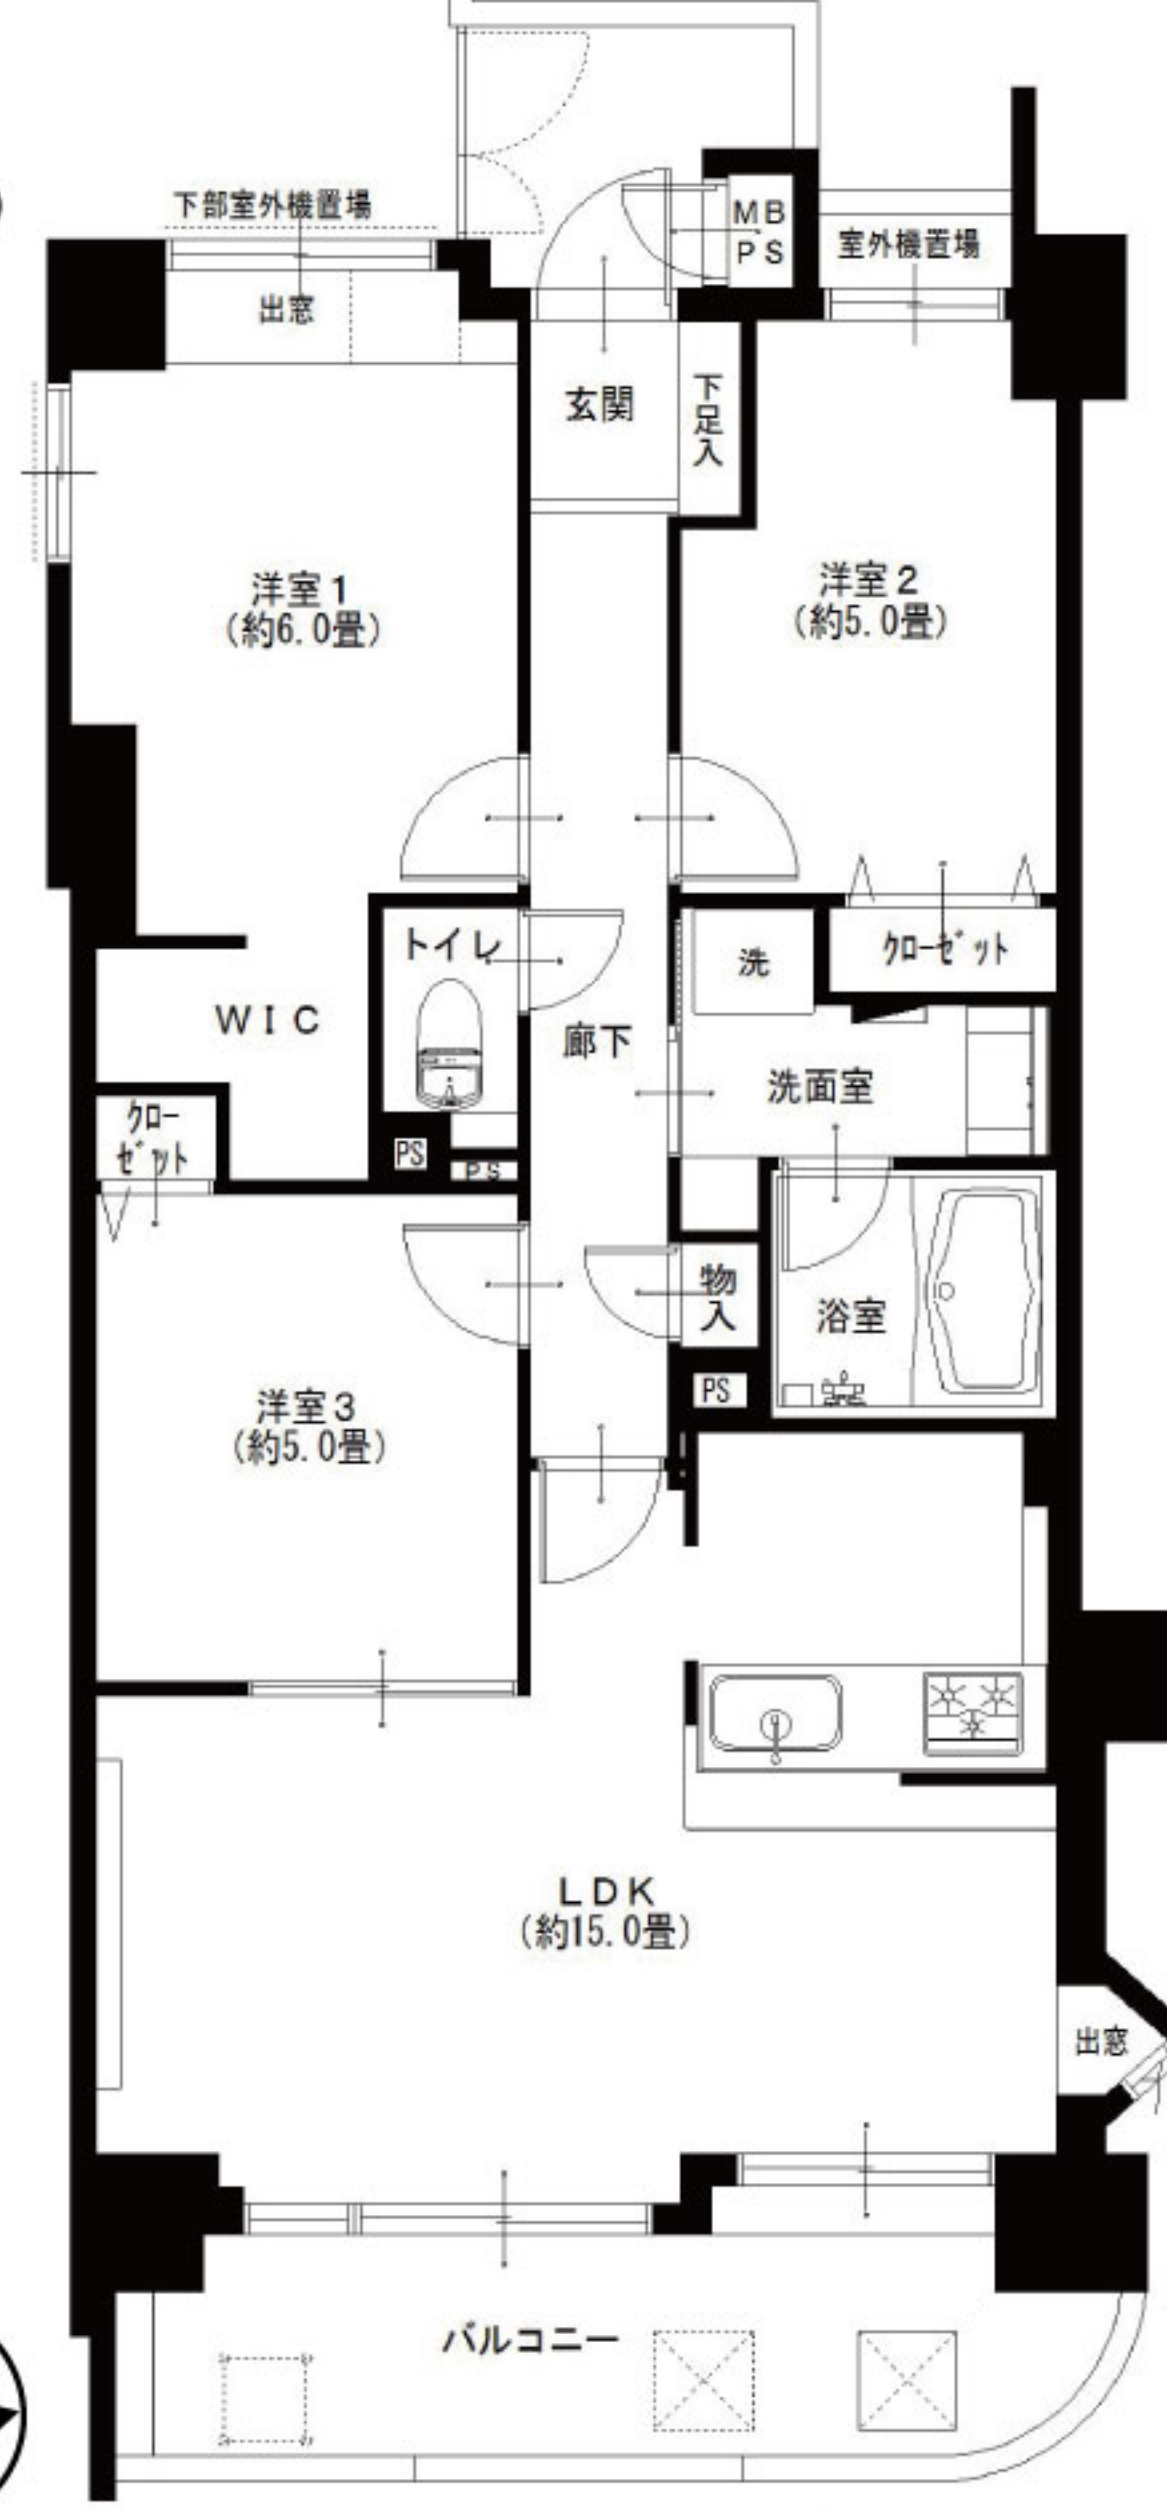 下部室外機置場
ＭＢ
ＰＳ
室外機置場
出窓
玄関
下足入
洋室１
(約6.0畳)
洋室２
(約5.0畳)
トイレ
洗
ｸﾛｰｾﾞｯﾄ
ＷＩＣ
廊下
洗面室
ｸﾛｰ
ｾﾞｯﾄ
PS
ＰＳ
物入
浴室
PS
洋室３
(約5.0畳)
ＬＤＫ
(約15.0畳)
出窓
バルコニー